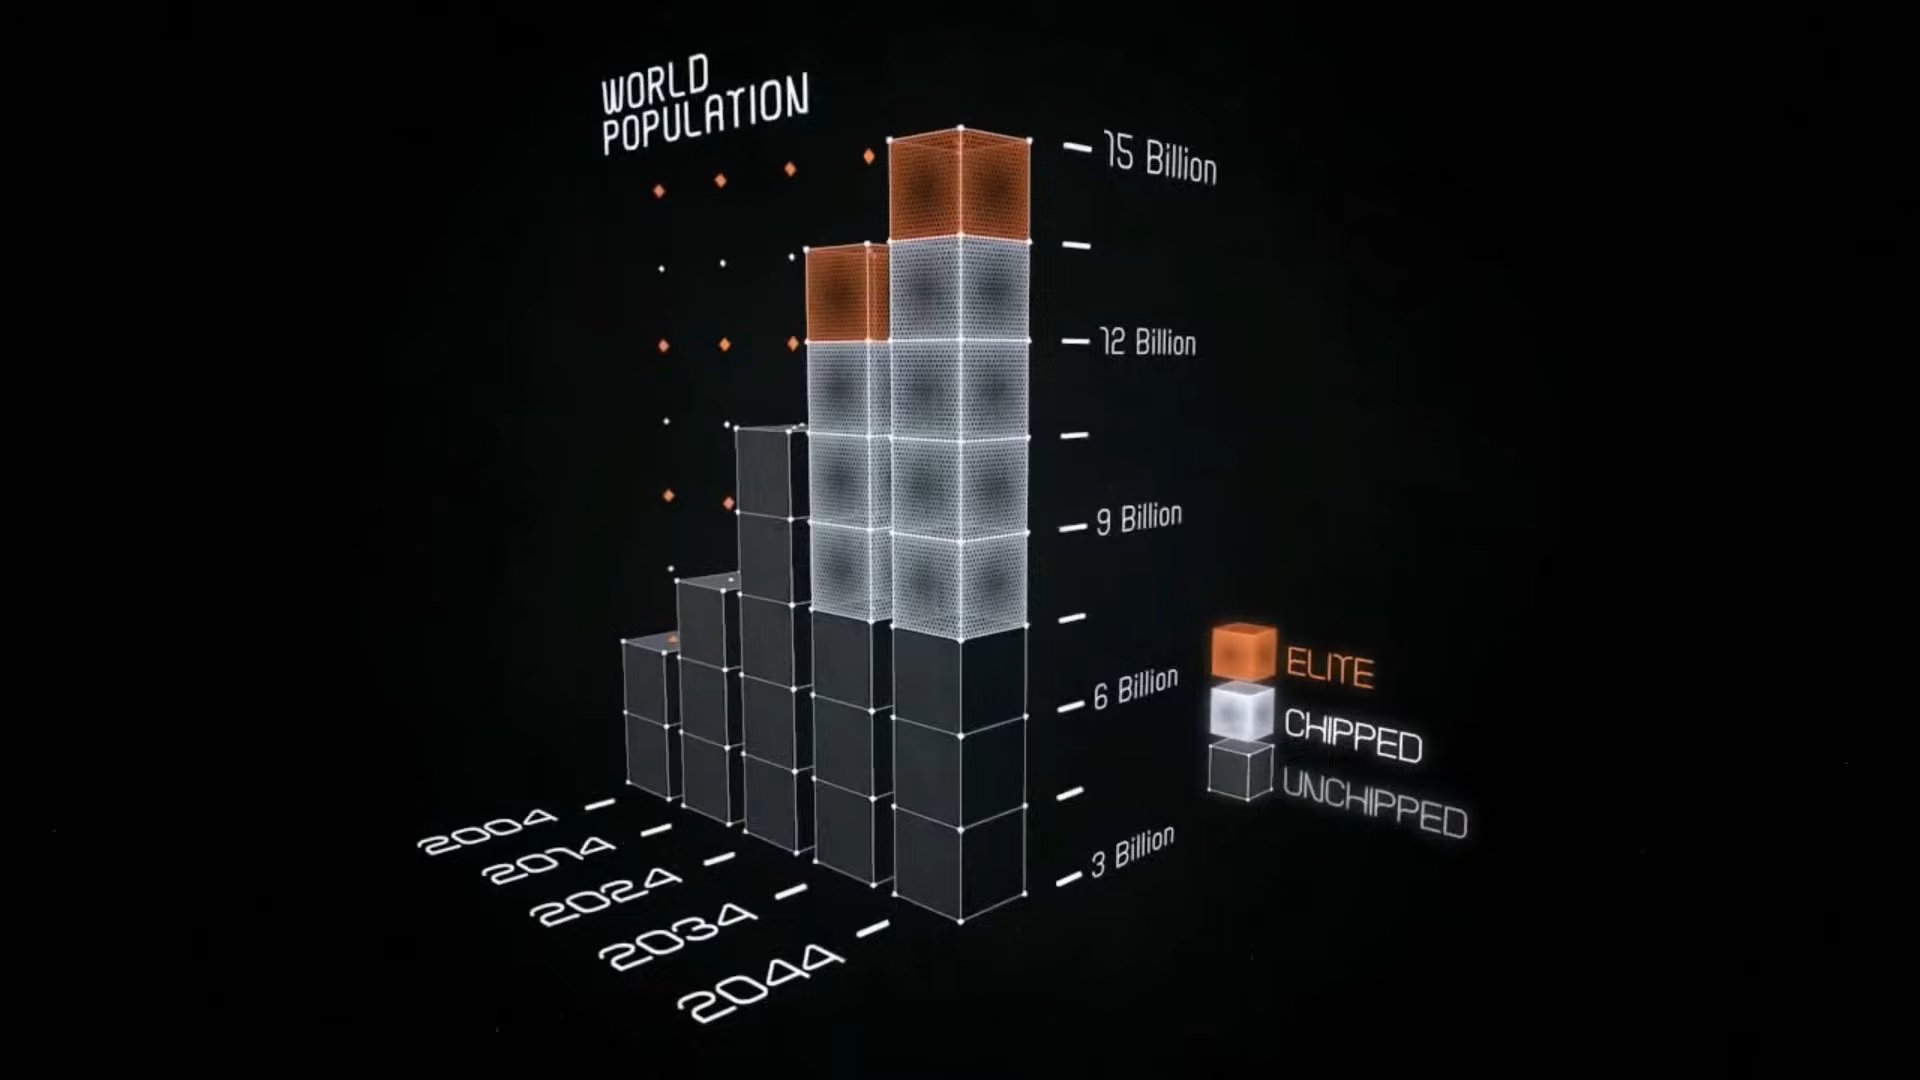 WORLD
POPULATION
15 Billion
12 Billion
9 Billion
6 Billion
3 Billion
ELITE
CHIPPED
UNCHIPPED
2004
2014
2024
2034
2044